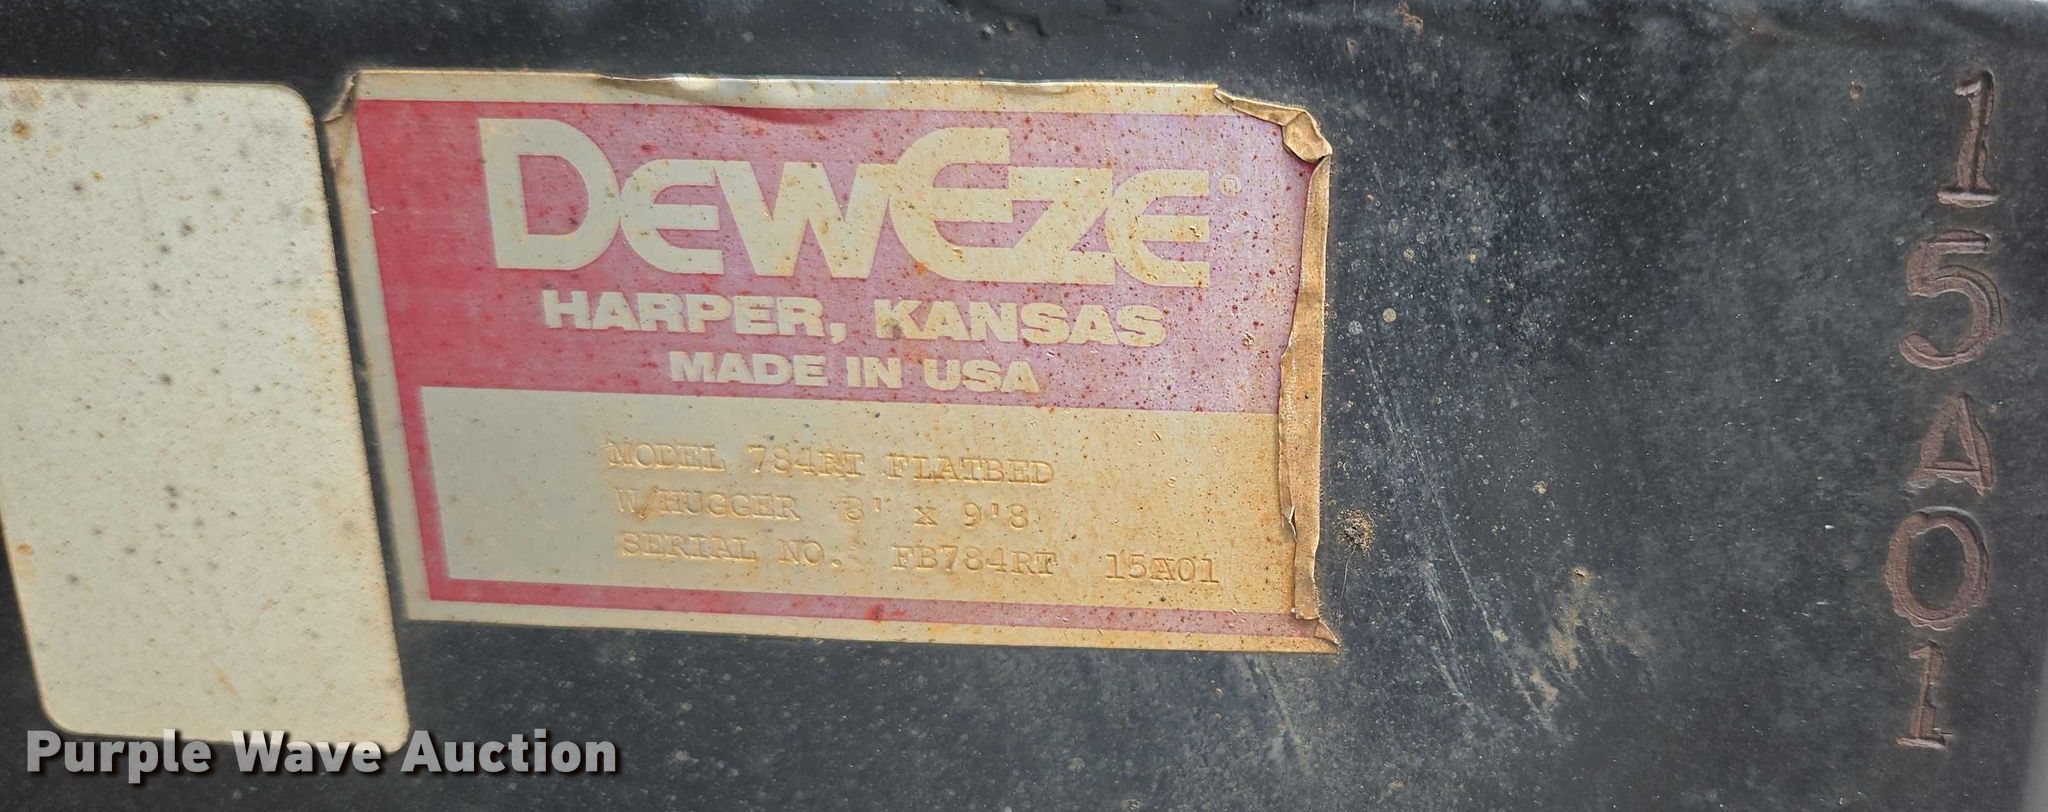 DEWEZE®
HARPER, KANSAS
MADE IN USA
MODEL 784RT FLATBED
W/HUGGER 8' x 9'8
SERIAL NO. FB784RT 15A01
15A01
Purple Wave Auction